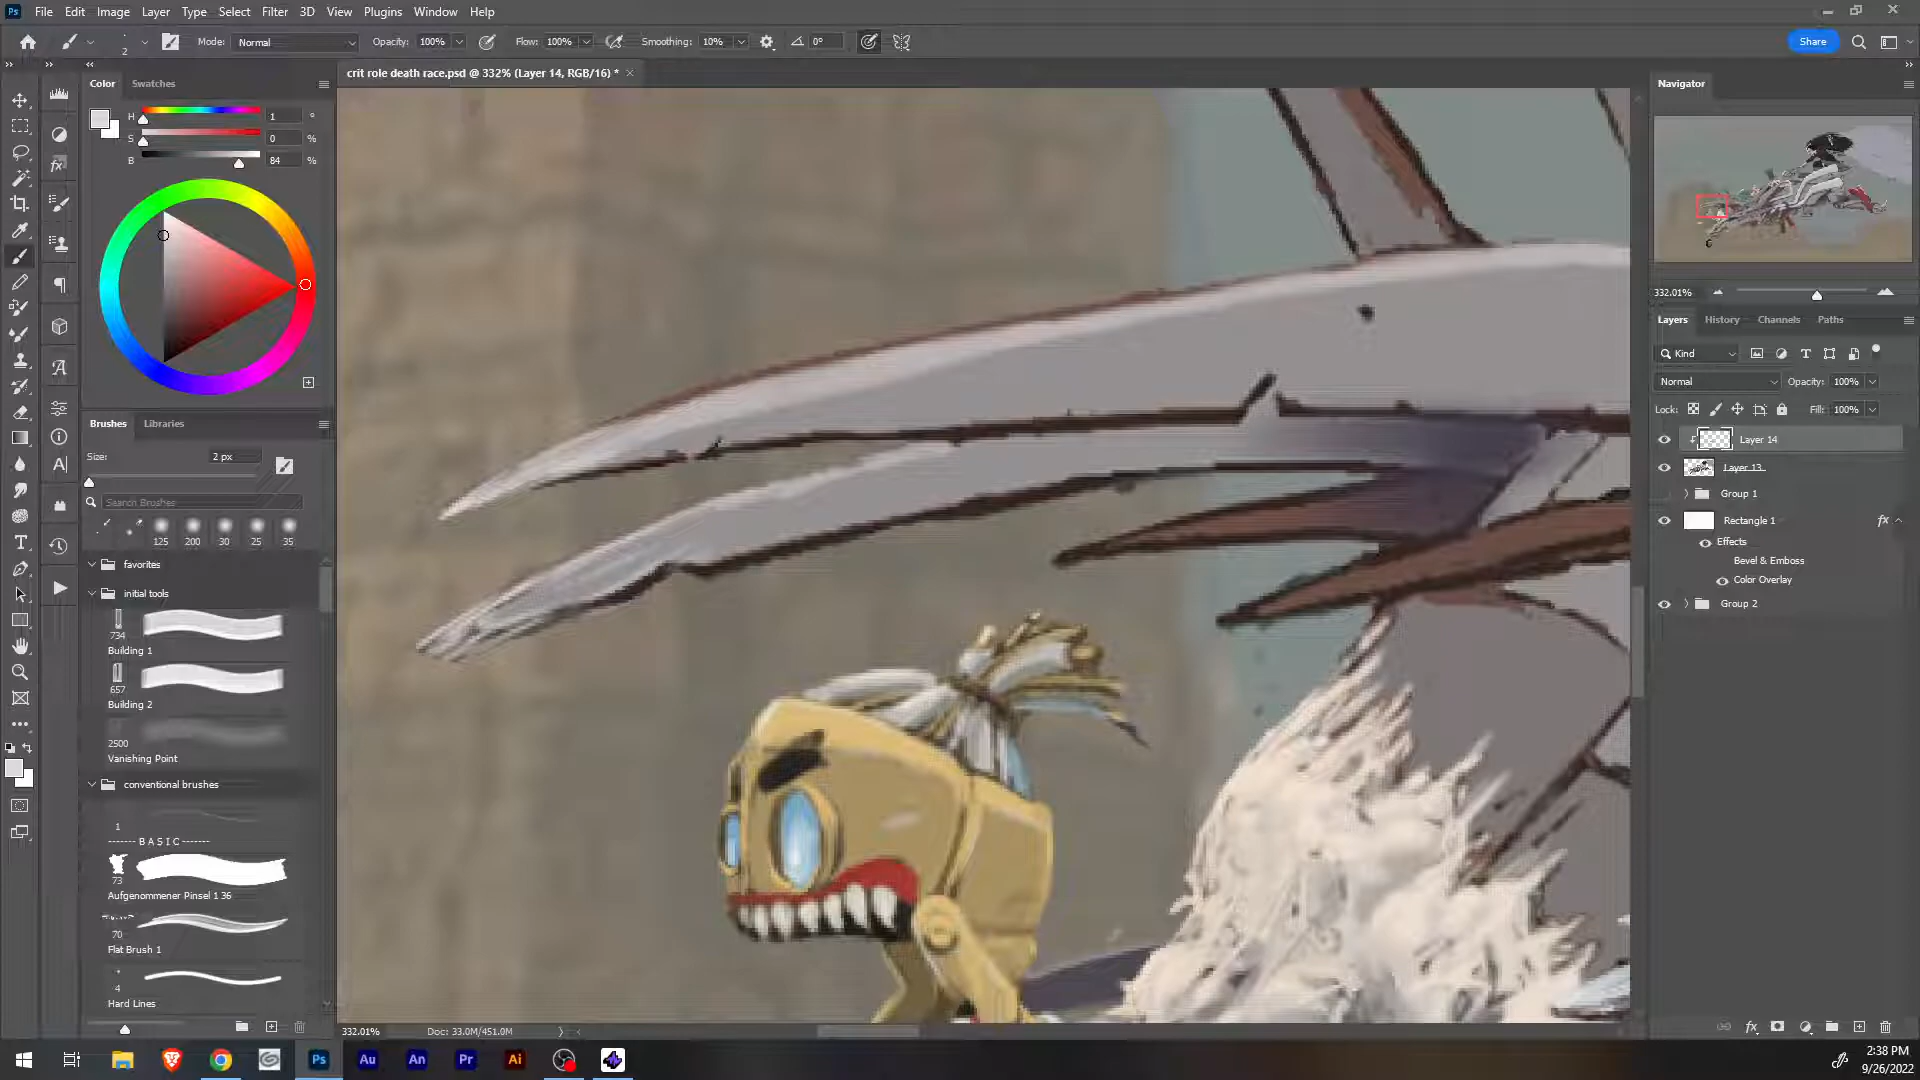 Ps File Edit Image Layer Type Select Filter 3D View Plugins Window Help
2 Mode: Normal Opacity: 100% Flow: 100% Smoothing: 10% 0° Share
Color Swatches
crit role death race.psd @ 332% (Layer 14, RGB/16) *
Navigator
H 1 °
S 0 %
B 84 %
332.01%
Layers History Channels Paths
Kind
Normal Opacity: 100%
Lock: Fill: 100%
Layer 14
Layer 13
Group 1
Rectangle 1 fx
Effects
Bevel & Emboss
Color Overlay
Group 2
Brushes Libraries
Size: 2 px
Search Brushes
125 200 30 25 35
favorites
initial tools
734
Building 1
657
Building 2
2500
Vanishing Point
conventional brushes
1
------- B A S I C -------
73
Aufgenommener Pinsel 1 36
70
Flat Brush 1
4
Hard Lines
332.01% Doc: 33.0M/451.0M
Ps Au An Pr Ai
2:38 PM
9/26/2022